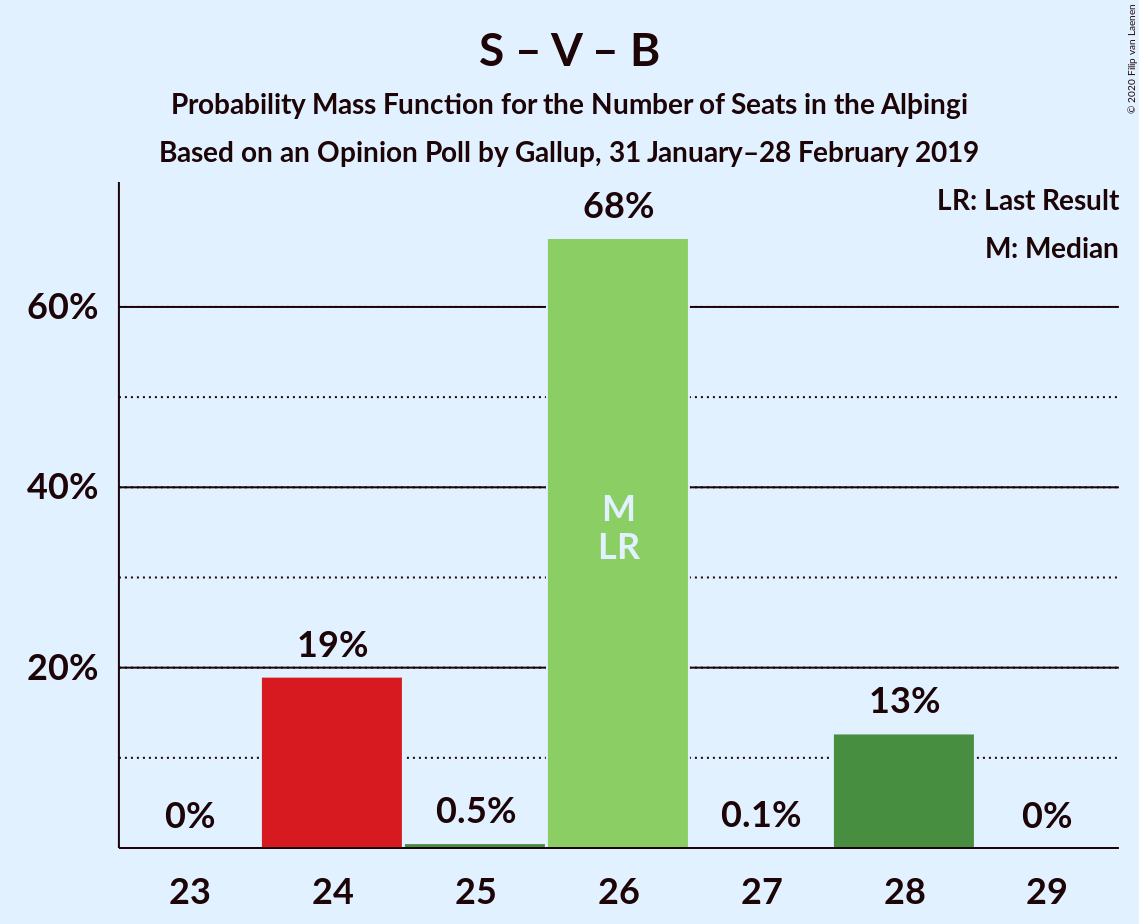 S – V – B
Probability Mass Function for the Number of Seats in the Alþingi
Based on an Opinion Poll by Gallup, 31 January–28 February 2019
© 2020 Filip van Laenen
LR: Last Result
M: Median
68%
60%
40%
M
LR
19%
20%
13%
0%
0.5%
0.1%
0%
23 24 25 26 27 28 29